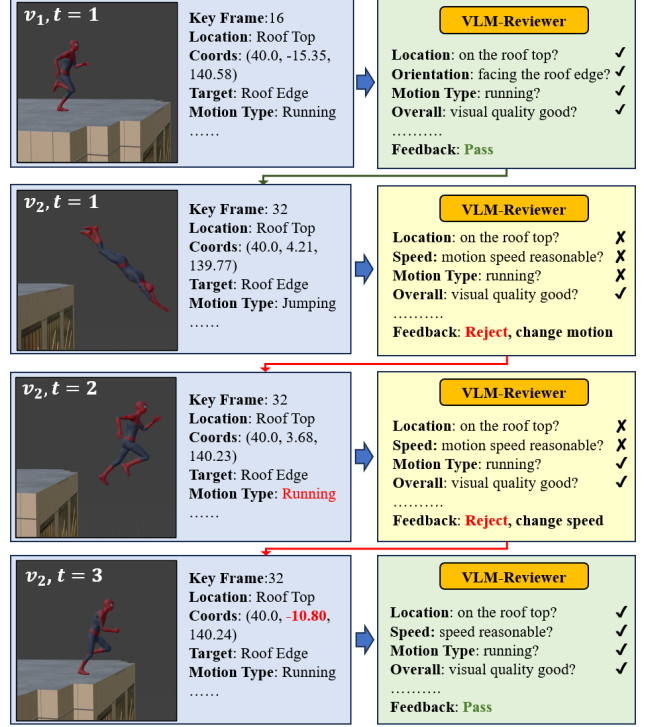 v₁, t = 1
Key Frame:16
Location: Roof Top
Coords: (40.0, -15.35,
140.58)
Target: Roof Edge
Motion Type: Running
......
VLM-Reviewer
Location: on the roof top? ✓
Orientation: facing the roof edge? ✓
Motion Type: running? ✓
Overall: visual quality good? ✓
..........
Feedback: Pass
v₂, t = 1
Key Frame: 32
Location: Roof Top
Coords: (40.0, 4.21,
139.77)
Target: Roof Edge
Motion Type: Jumping
......
VLM-Reviewer
Location: on the roof top? ✗
Speed: motion speed reasonable? ✗
Motion Type: running? ✗
Overall: visual quality good? ✓
..........
Feedback: Reject, change motion
v₂, t = 2
Key Frame: 32
Location: Roof Top
Coords: (40.0, 3.68,
140.23)
Target: Roof Edge
Motion Type: Running
......
VLM-Reviewer
Location: on the roof top? ✗
Speed: motion speed reasonable? ✗
Motion Type: running? ✓
Overall: visual quality good? ✓
..........
Feedback: Reject, change speed
v₂, t = 3
Key Frame:32
Location: Roof Top
Coords: (40.0, -10.80,
140.24)
Target: Roof Edge
Motion Type: Running
......
VLM-Reviewer
Location: on the roof top? ✓
Speed: speed reasonable? ✓
Motion Type: running? ✓
Overall: visual quality good? ✓
..........
Feedback: Pass